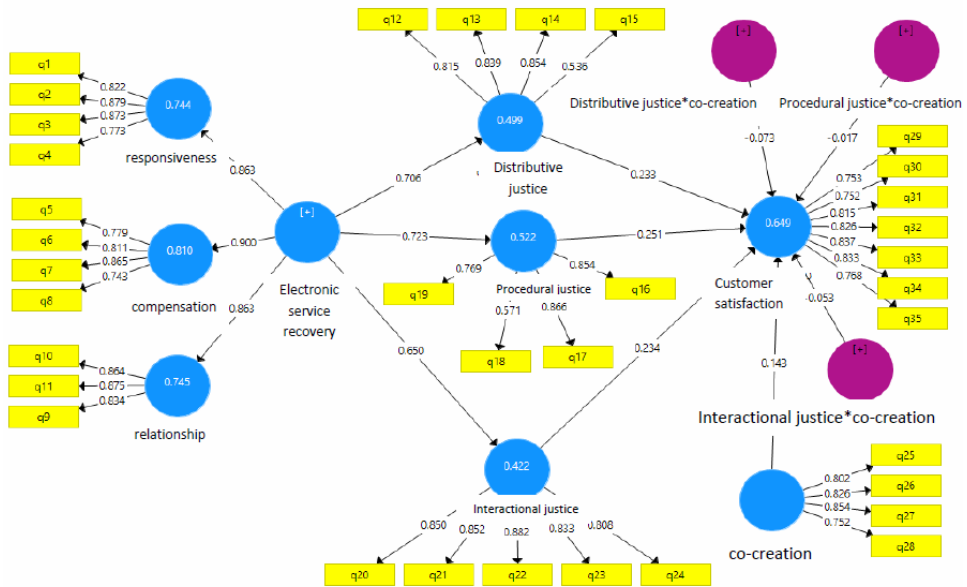 q12
q13
q14
q15
0.815
0.839
0.854
0.536
[+]
[+]
q1
q2
q3
q4
0.822
0.879
0.873
0.773
0.744
responsiveness
0.499
Distributive
justice
Distributive justice*co-creation
Procedural justice*co-creation
-0.073
-0.017
q29
q30
q31
q32
q33
q34
q35
0.753
0.752
0.815
0.826
0.837
0.833
0.768
0.863
0.706
0.233
q5
q6
q7
q8
0.779
0.811
0.865
0.743
0.810
compensation
0.900
[+]
Electronic
service
recovery
0.723
0.522
Procedural justice
0.251
0.649
Customer
satisfaction
0.769
0.571
0.866
0.854
q19
q18
q17
q16
0.863
0.650
0.234
-0.053
[+]
Interactional justice*co-creation
0.143
q10
q11
q9
0.864
0.875
0.834
0.745
relationship
0.422
Interactional justice
0.850
0.852
0.882
0.833
0.808
q20
q21
q22
q23
q24
q25
q26
q27
q28
0.802
0.826
0.854
0.752
co-creation